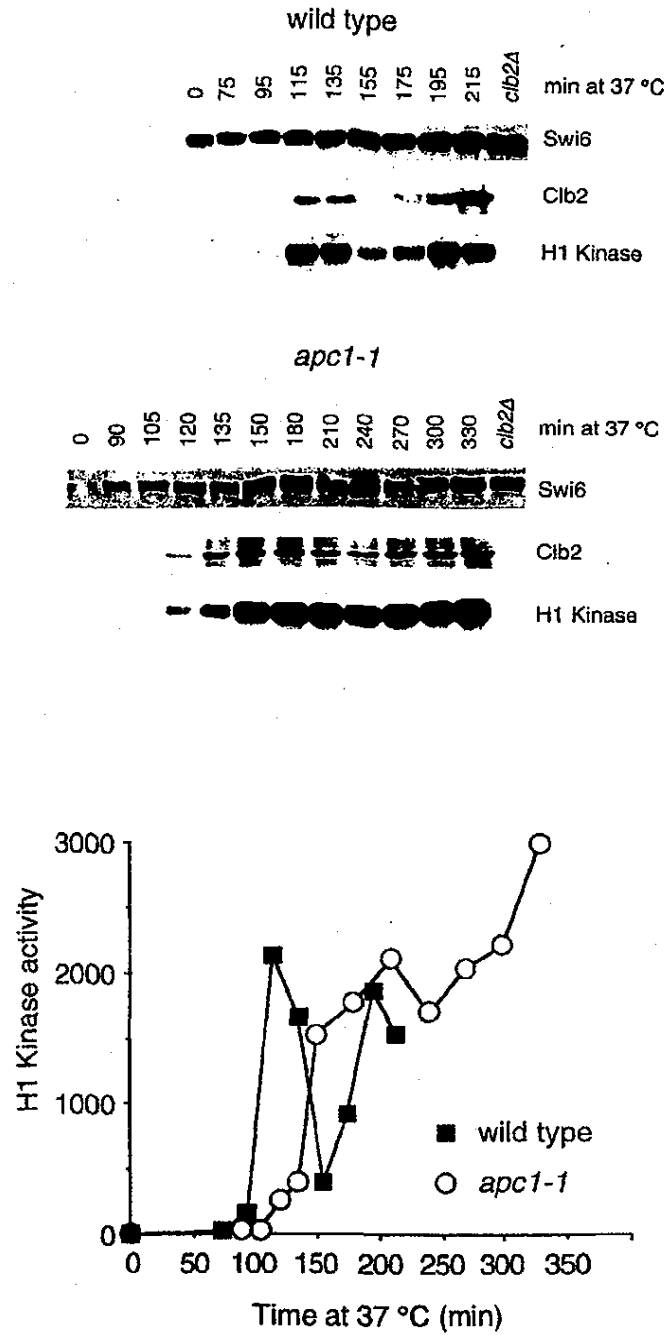 wild type
0 75 95 115 135 155 175 195 215 clb2Δ min at 37 °C
Swi6
Clb2
H1 Kinase
apc1-1
0 90 105 120 135 150 180 210 240 270 300 330 clb2Δ min at 37 °C
Swi6
Clb2
H1 Kinase
3000
2000
1000
0
H1 Kinase activity
wild type
apc1-1
0 50 100 150 200 250 300 350
Time at 37 °C (min)